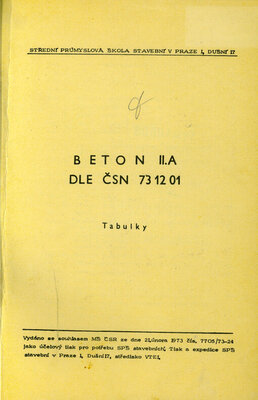 STŘEDNÍ PRŮMYSLOVÁ ŠKOLA STAVEBNÍ V PRAZE 1, DUŠNÍ 17
BETON II.A
DLE ČSN 73 12 01
Tabulky
Vydáno se souhlasem MŠ ČSR ze dne 21.února 1973 čís. 7705/73-24
jako účelový tisk pro potřebu SPŠ stavebních. Tisk a expedice SPŠ
stavební v Praze 1, Dušní 17, středisko VTEI.